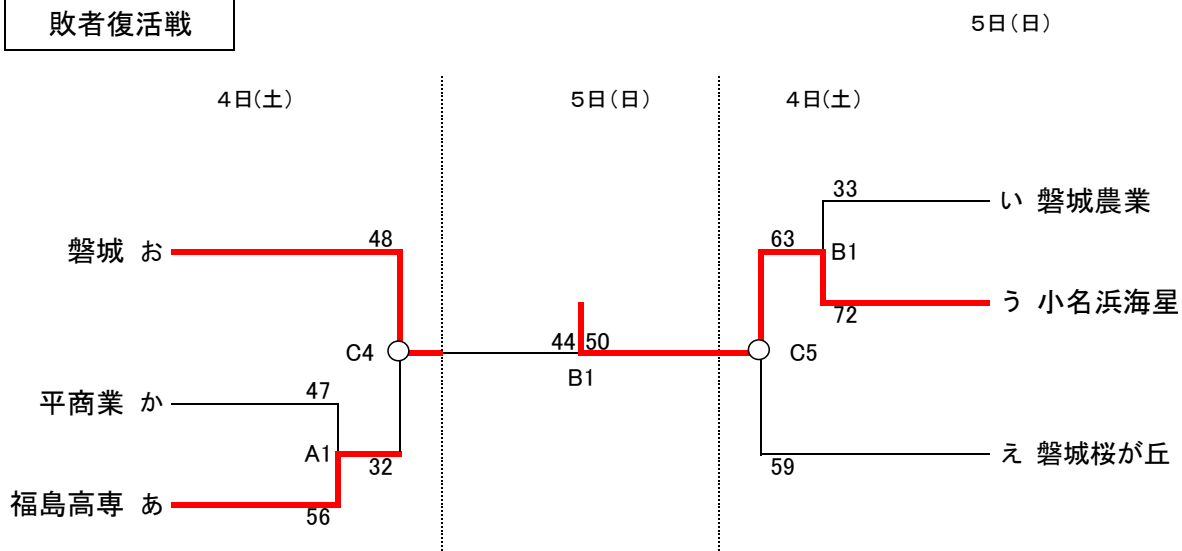 敗者復活戦
5日(日)
4日(土)
5日(日)
4日(土)
33
い 磐城農業
48
63
磐城 お
B1
う 小名浜海星
72
44 50
C4
C5
B1
47
平商業 か
A1
32
59
え 磐城桜が丘
福島高専 あ
56